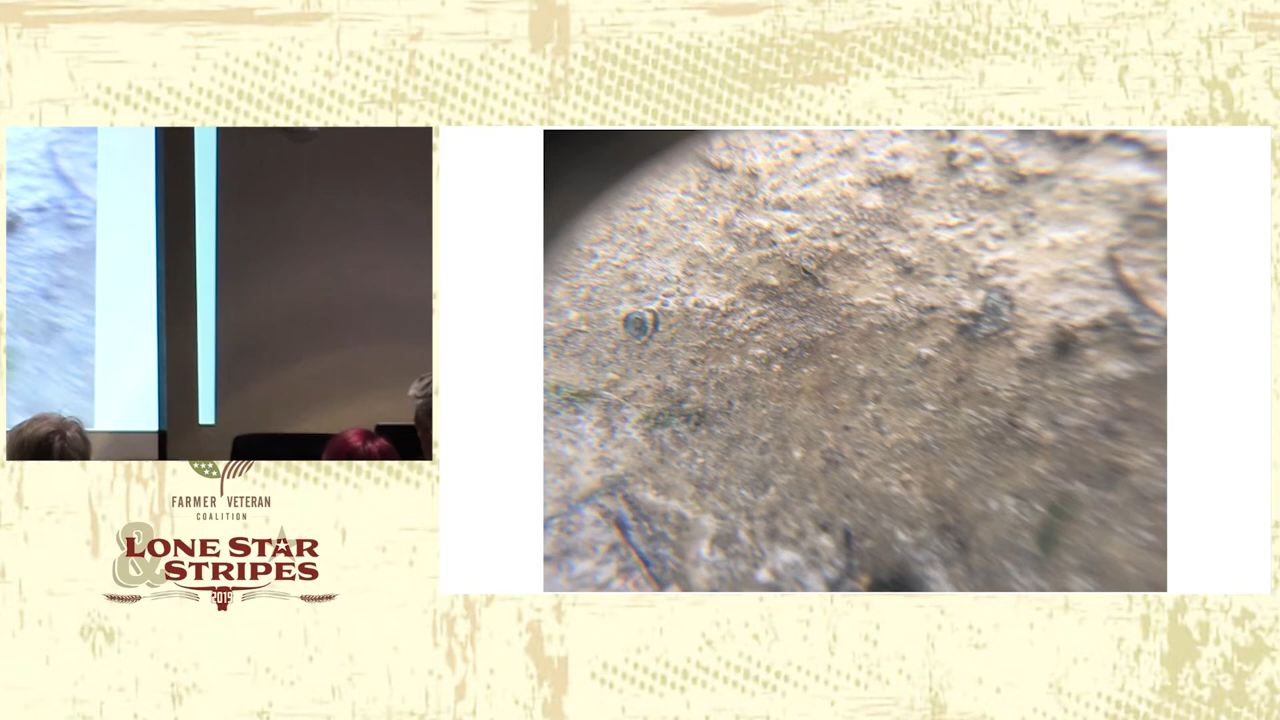 FARMER VETERAN
COALITION
&
LONE STAR
STRIPES
2019